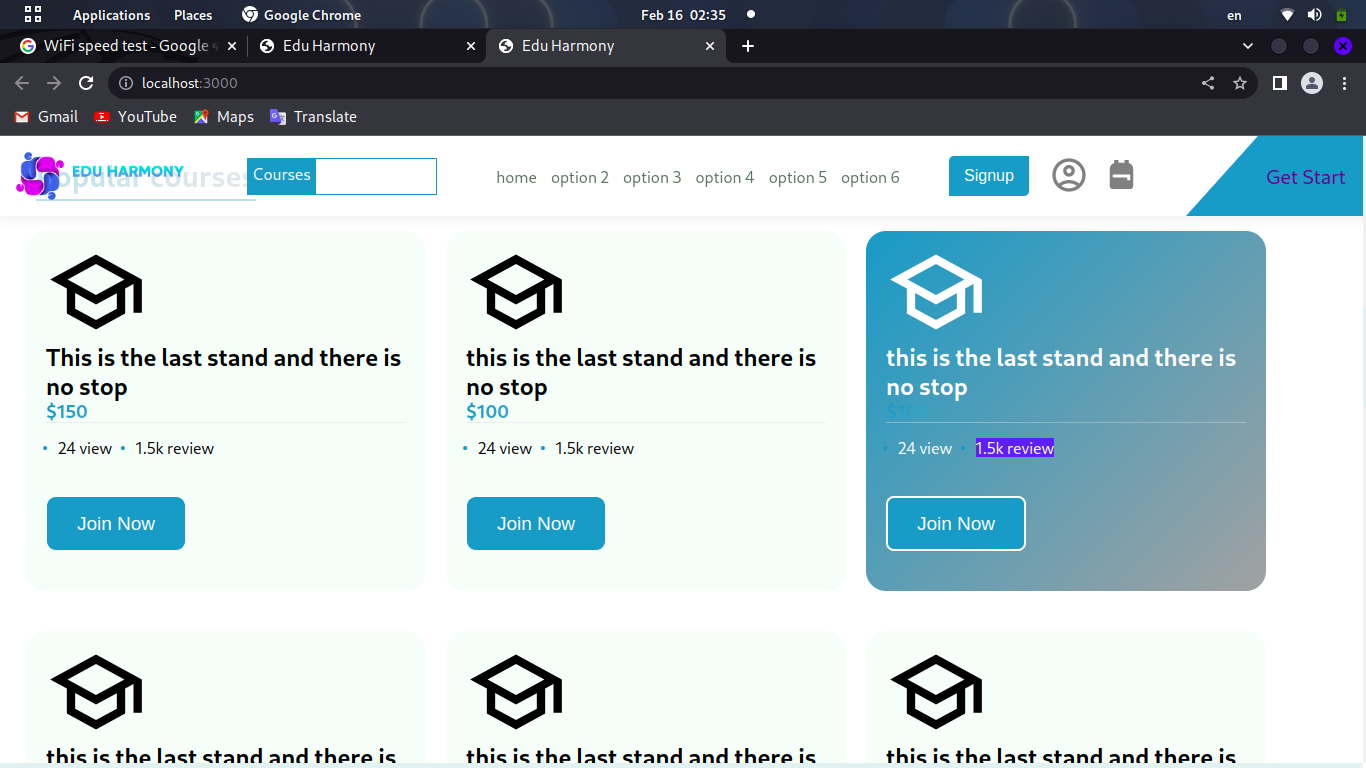 Applications Places Google Chrome Feb 16 02:35 en
WiFi speed test - Google Edu Harmony Edu Harmony
localhost:3000
Gmail YouTube Maps Translate
EDU HARMONY Courses home option 2 option 3 option 4 option 5 option 6 Signup Get Start
Popular courses
This is the last stand and there is
no stop
$150
24 view 1.5k review
Join Now
this is the last stand and there is
no stop
$100
24 view 1.5k review
Join Now
this is the last stand and there is
no stop
$100
24 view 1.5k review
Join Now
this is the last stand and there is
this is the last stand and there is
this is the last stand and there is